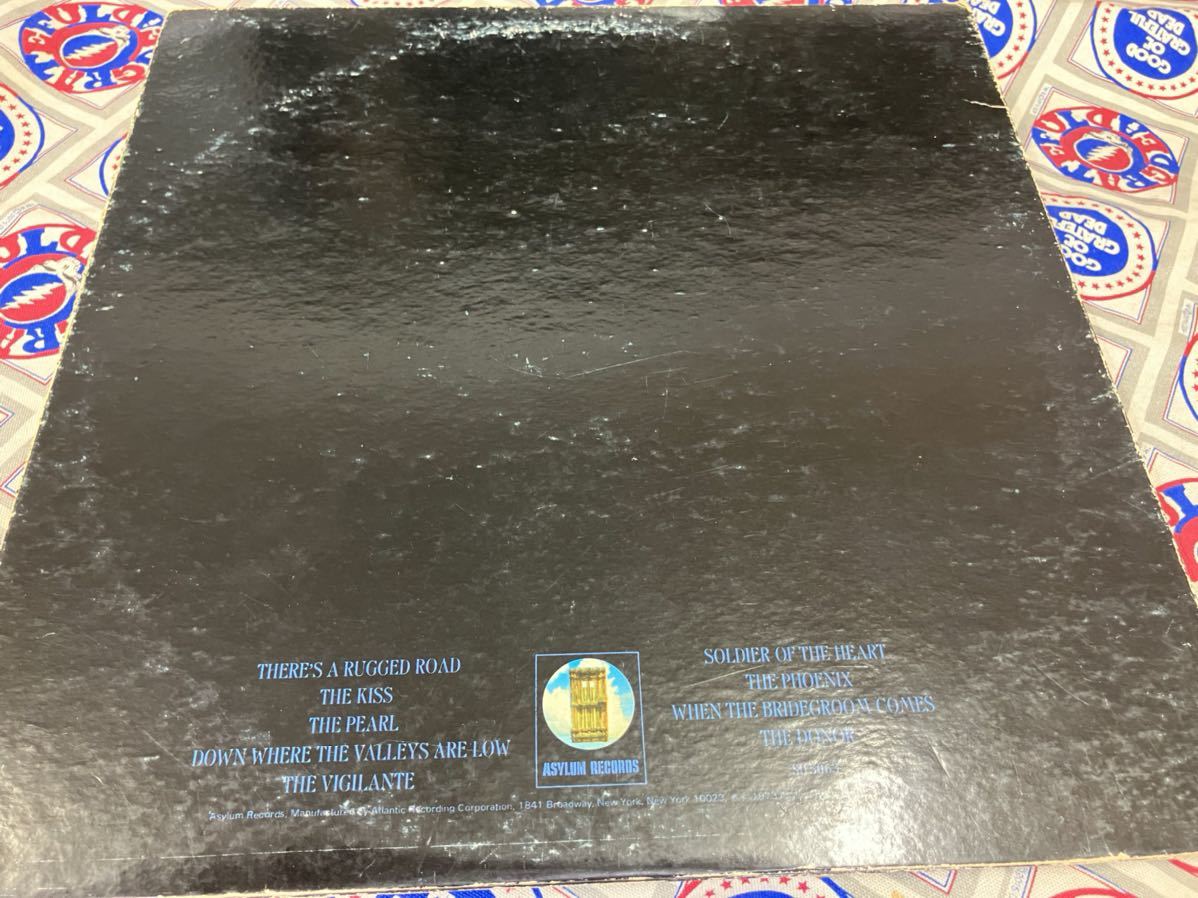 THERE'S A RUGGED ROAD
THE KISS
THE PEARL
DOWN WHERE THE VALLEYS ARE LOW
THE VIGILANTE
ASYLUM RECORDS
SOLDIER OF THE HEART
THE PHOENIX
WHEN THE BRIDEGROOM COMES
THE DONOR
Asylum Records, Manufactured by Atlantic Recording Corporation, 1841 Broadway, New York, New York 10023,
GOOD
OL'
GRATEFUL
DEAD
GOOD
OL'
GRATEFUL
DEAD